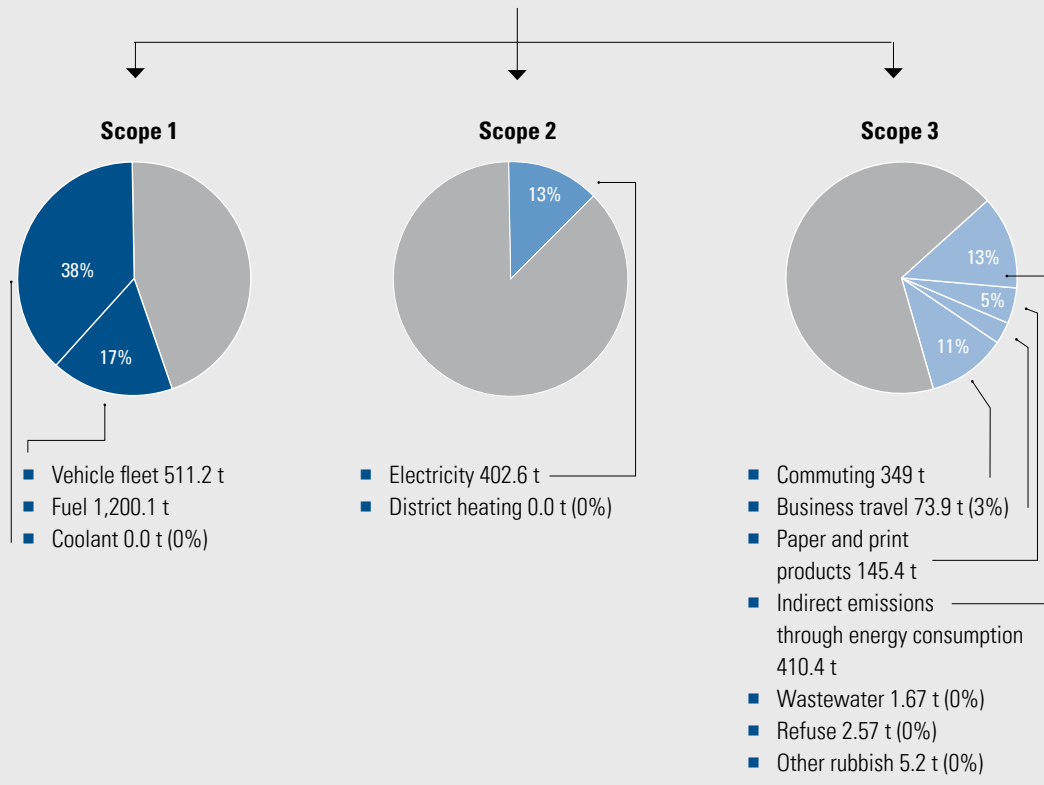 Scope 1
38%
17%
Vehicle fleet 511.2 t
Fuel 1,200.1 t
Coolant 0.0 t (0%)
Scope 2
13%
Electricity 402.6 t
District heating 0.0 t (0%)
Scope 3
13%
5%
11%
Commuting 349 t
Business travel 73.9 t (3%)
Paper and print
products 145.4 t
Indirect emissions
through energy consumption
410.4 t
Wastewater 1.67 t (0%)
Refuse 2.57 t (0%)
Other rubbish 5.2 t (0%)